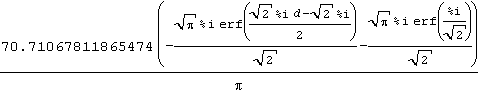 70.71067811865474 (-(√π %i erf((√2 %i d-√2 %i)/2))/√2-(√π %i erf(%i/√2))/√2)/π